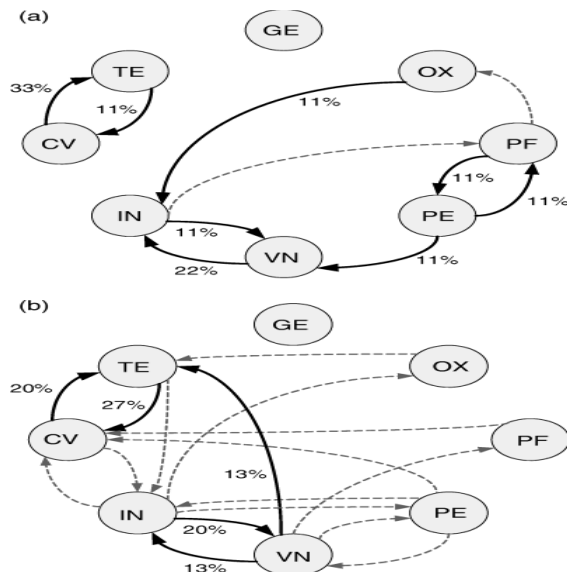 (a)
GE
TE
OX
33%
11%
11%
CV
PF
11%
11%
IN
PE
11%
VN
22%
11%
(b)
GE
TE
OX
20%
27%
CV
PF
13%
IN
PE
20%
VN
13%